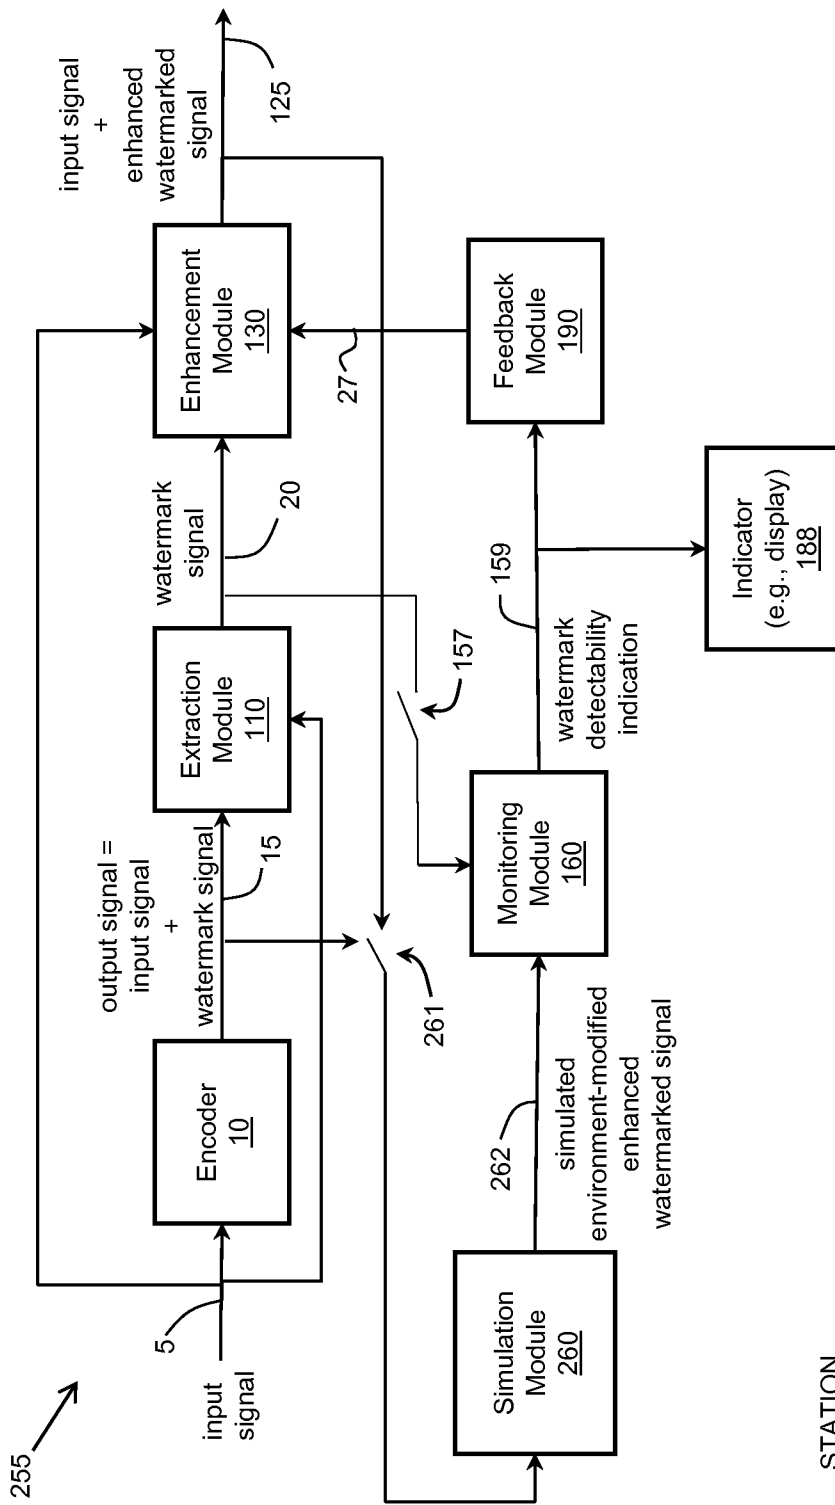 255
input
signal
5
Encoder
10
output signal =
input signal
+
watermark signal
15
Extraction
Module
110
watermark
signal
20
Enhancement
Module
130
input signal
+
enhanced
watermarked
signal
125
27
261
157
Simulation
Module
260
262
simulated
environment-modified
enhanced
watermarked signal
Monitoring
Module
160
159
watermark
detectability
indication
Feedback
Module
190
Indicator
(e.g., display)
188
STATION